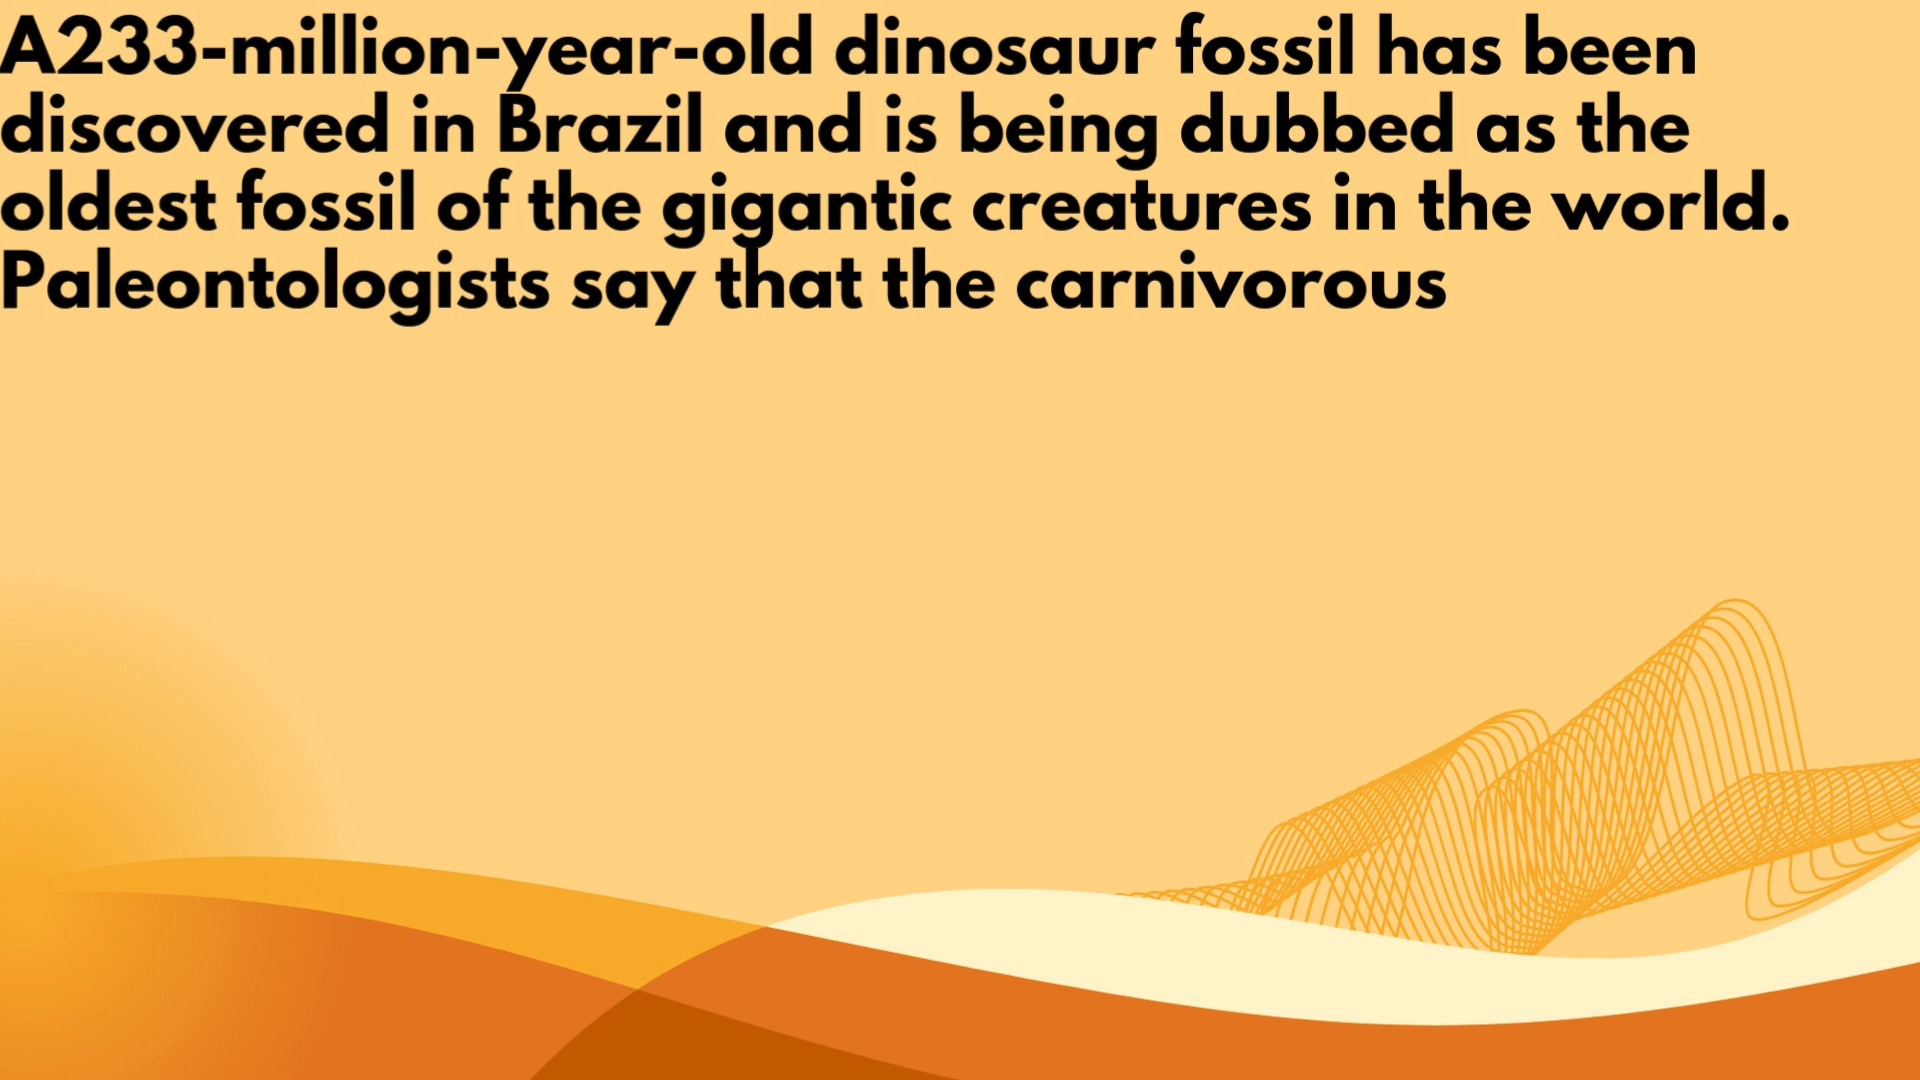 A233-million-year-old dinosaur fossil has been
discovered in Brazil and is being dubbed as the
oldest fossil of the gigantic creatures in the world.
Paleontologists say that the carnivorous